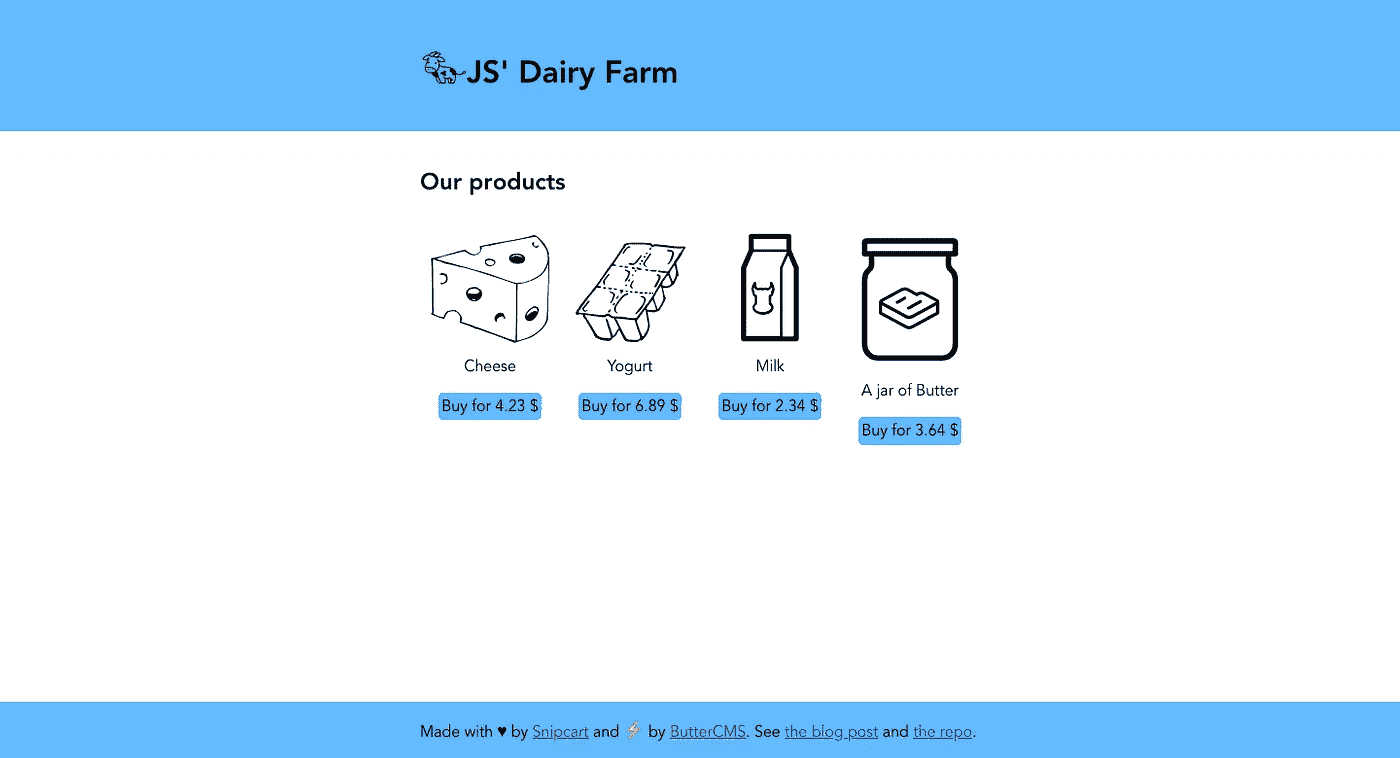 JS' Dairy Farm
Our products
Cheese
Yogurt
Milk
A jar of Butter
Buy for 4.23 $
Buy for 6.89 $
Buy for 2.34 $
Buy for 3.64 $
Made with ♥ by Snipcart and ⚡ by ButterCMS. See the blog post and the repo.